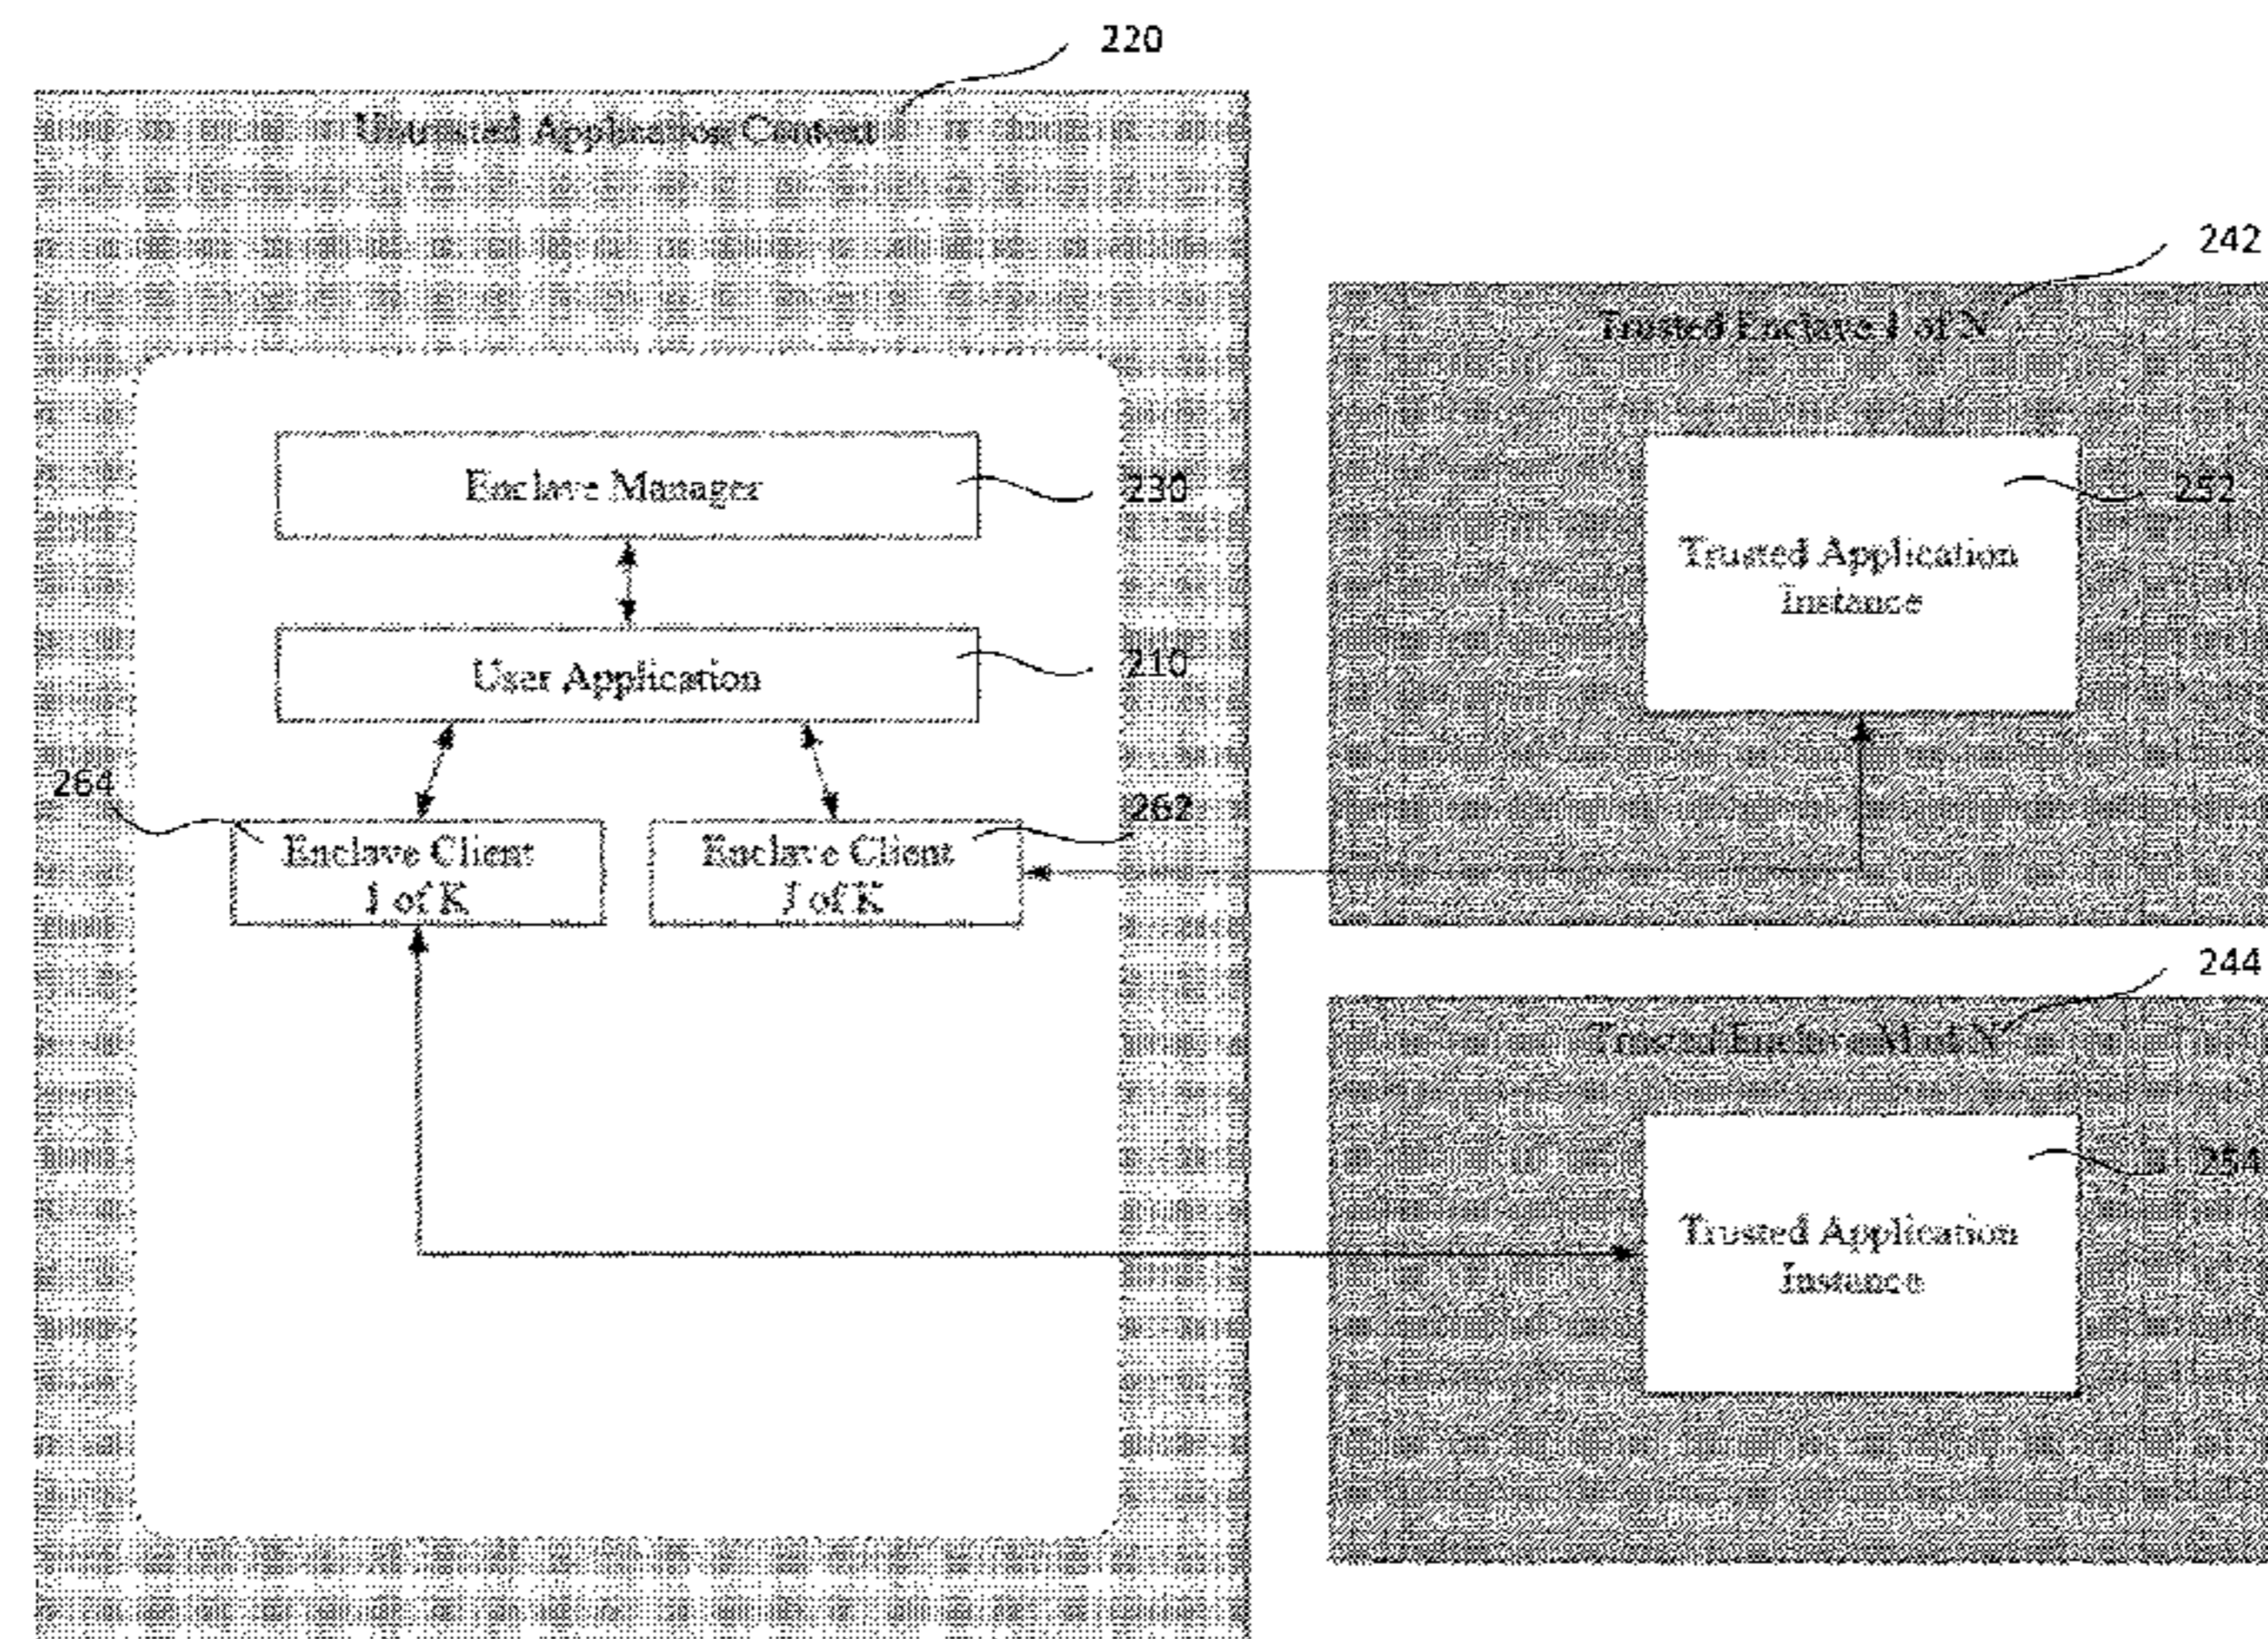 220
Untrusted Application Context
242
Trusted Enclave 1 of N
Enclave Manager
230
252
Trusted Application
Instance
User Application
210
264
262
Enclave Client
1 of K
Enclave Client
J of K
244
Trusted Enclave M of N
254
Trusted Application
Instance